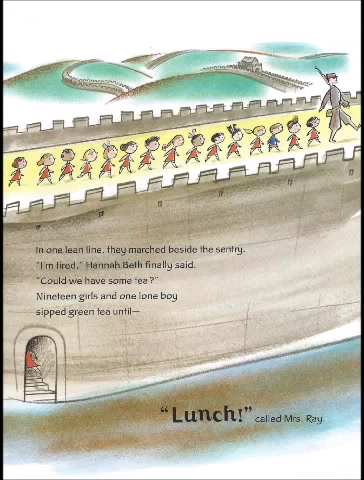 In one lean line, they marched beside the sentry.
"I'm tired," Hannah Beth finally said.
"Could we have some tea?"
Nineteen girls and one lone boy
sipped green tea until—
"Lunch!" called Mrs. Ray.